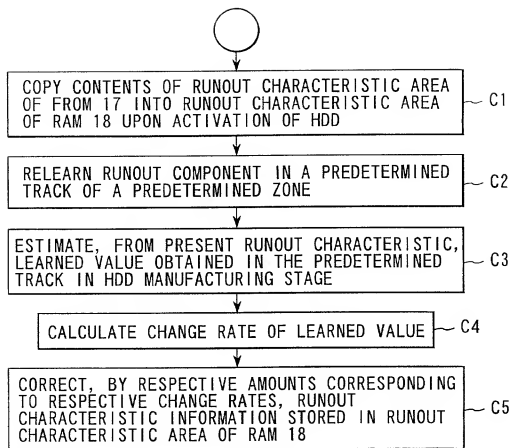 COPY CONTENTS OF RUNOUT CHARACTERISTIC AREA
OF FROM 17 INTO RUNOUT CHARACTERISTIC AREA
OF RAM 18 UPON ACTIVATION OF HDD
C1
RELEARN RUNOUT COMPONENT IN A PREDETERMINED
TRACK OF A PREDETERMINED ZONE
C2
ESTIMATE, FROM PRESENT RUNOUT CHARACTERISTIC,
LEARNED VALUE OBTAINED IN THE PREDETERMINED
TRACK IN HDD MANUFACTURING STAGE
C3
CALCULATE CHANGE RATE OF LEARNED VALUE
C4
CORRECT, BY RESPECTIVE AMOUNTS CORRESPONDING
TO RESPECTIVE CHANGE RATES, RUNOUT
CHARACTERISTIC INFORMATION STORED IN RUNOUT
CHARACTERISTIC AREA OF RAM 18
C5